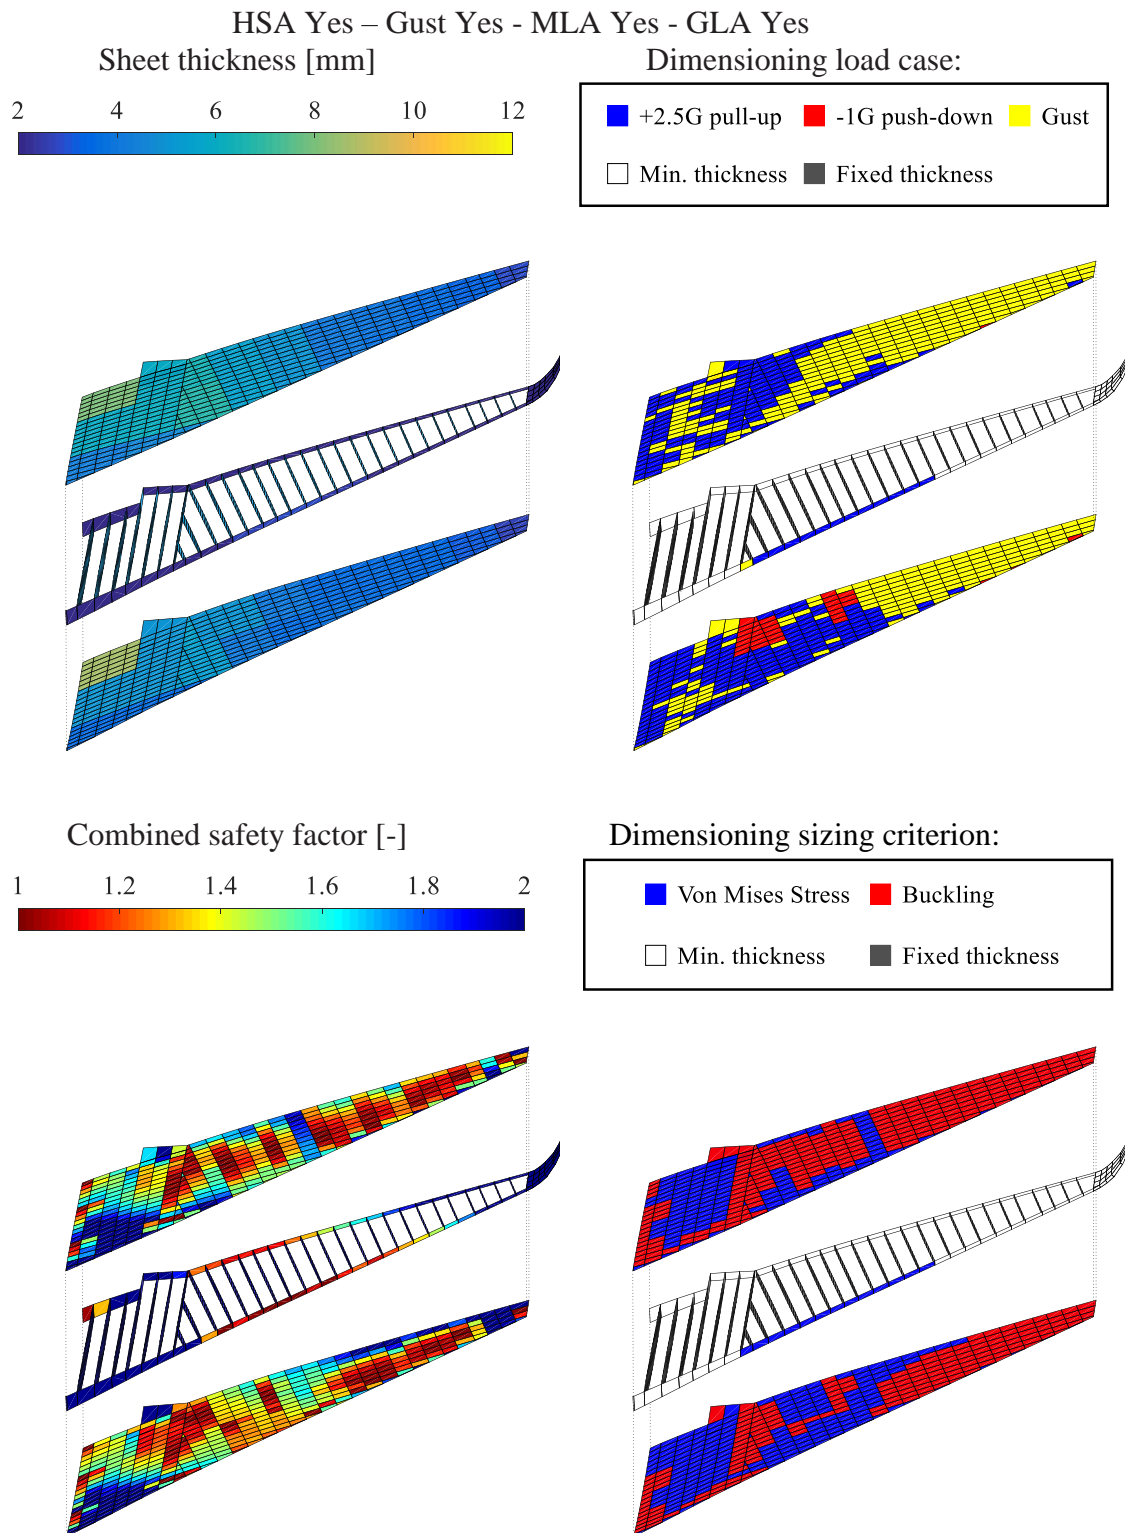 HSA Yes – Gust Yes - MLA Yes - GLA Yes
Sheet thickness [mm]
2 4 6 8 10 12
Dimensioning load case:
+2.5G pull-up -1G push-down Gust
Min. thickness Fixed thickness
Combined safety factor [-]
1 1.2 1.4 1.6 1.8 2
Dimensioning sizing criterion:
Von Mises Stress Buckling
Min. thickness Fixed thickness